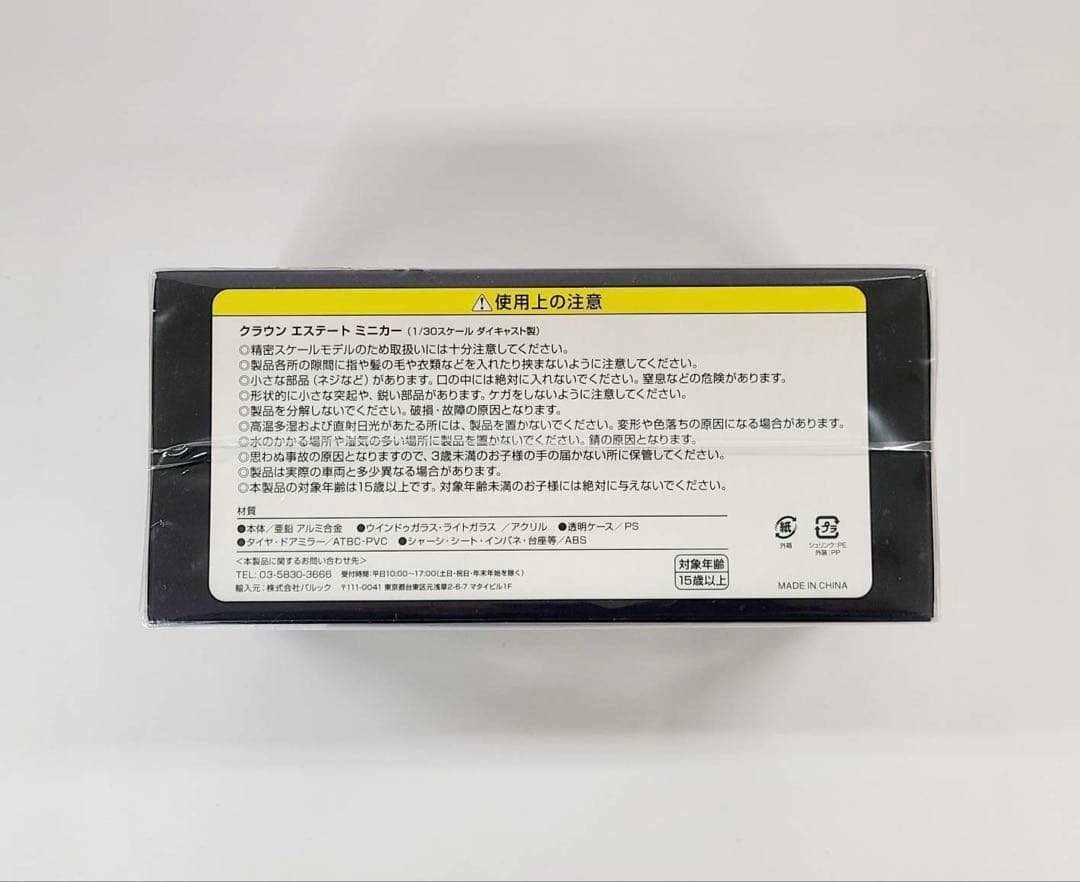 ⚠使用上の注意
クラウン エステート ミニカー（1/30スケール ダイキャスト製）
◎精密スケールモデルのため取扱いには十分注意してください。
◎製品各所の隙間に指や髪の毛や衣類などを入れたり挟まないように注意してください。
◎小さな部品（ネジなど）があります。口の中には絶対に入れないでください。窒息などの危険があります。
◎形状的に小さな突起や、鋭い部品があります。ケガをしないように注意してください。
◎製品を分解しないでください。破損・故障の原因となります。
◎高温多湿および直射日光があたる所には、製品を置かないでください。変形や色落ちの原因になる場合があります。
◎水のかかる場所や湿気の多い場所に製品を置かないでください。錆の原因となります。
◎思わぬ事故の原因となりますので、3歳未満のお子様の手の届かない所に保管してください。
◎製品は実際の車両と多少異なる場合があります。
◎本製品の対象年齢は15歳以上です。対象年齢未満のお子様には絶対に与えないでください。
材質
●本体／亜鉛 アルミ合金 ●ウインドゥガラス・ライトガラス ／アクリル ●透明ケース／PS
●タイヤ・ドアミラー／ATBC-PVC ●シャーシ・シート・インパネ・台座等／ABS
＜本製品に関するお問い合わせ先＞
TEL：03-5830-3666 受付時間：平日10:00〜17:00（土日・祝日・年末年始を除く）
輸入元：株式会社バルック 〒111-0041 東京都台東区元浅草2-6-7 マタイビル1F
対象年齢
15歳以上
紙
外箱
プラ
シュリンク：PE
外装：PP
MADE IN CHINA